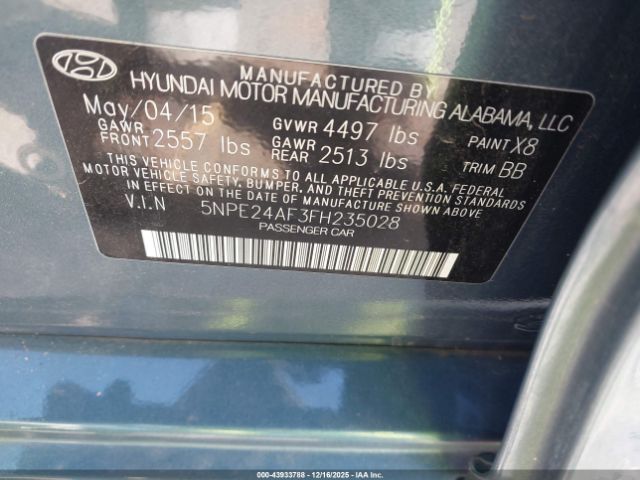 MANUFACTURED BY
HYUNDAI MOTOR MANUFACTURING ALABAMA, LLC
May/04/15 GVWR 4497 lbs PAINT X8
GAWR FRONT 2557 lbs GAWR REAR 2513 lbs TRIM BB
THIS VEHICLE CONFORMS TO ALL APPLICABLE U.S.A. FEDERAL
MOTOR VEHICLE SAFETY, BUMPER, AND THEFT PREVENTION STANDARDS
IN EFFECT ON THE DATE OF MANUFACTURE SHOWN ABOVE.
V.I.N 5NPE24AF3FH235028
PASSENGER CAR
000-43933788 - 12/16/2025 - IAA Inc.